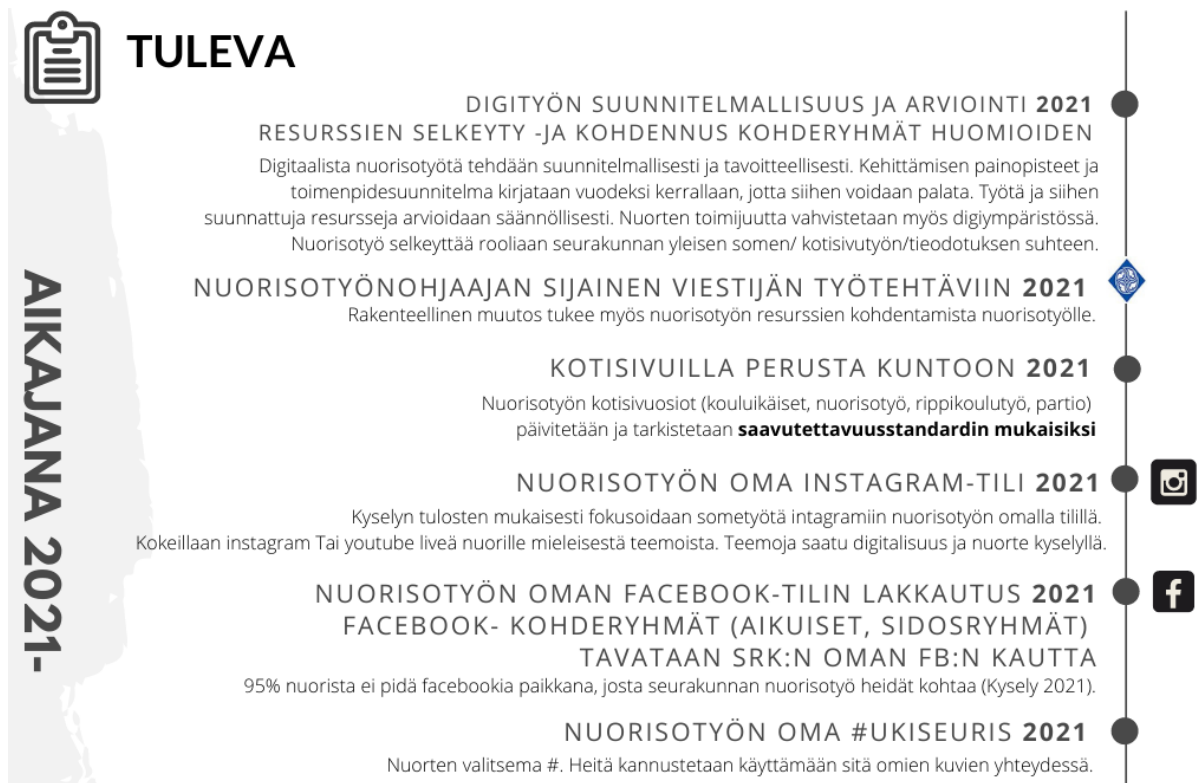 TULEVA
DIGITYÖN SUUNNITELMALLISUUS JA ARVIOINTI 2021
RESURSSIEN SELKEYTY -JA KOHDENNUS KOHDERYHMÄT HUOMIOIDEN
Digitaalista nuorisotyötä tehdään suunnitelmallisesti ja tavoitteellisesti. Kehittämisen painopisteet ja
toimenpidesuunnitelma kirjataan vuodeksi kerrallaan, jotta siihen voidaan palata. Työtä ja siihen
suunnattuja resursseja arvioidaan säännöllisesti. Nuorten toimijuutta vahvistetaan myös digiympäristössä.
Nuorisotyö selkeyttää rooliaan seurakunnan yleisen somen/ kotisivutyön/tieodotuksen suhteen.
NUORISOTYÖNOHJAAJAN SIJAINEN VIESTIJÄN TYÖTEHTÄVIIN 2021
Rakenteellinen muutos tukee myös nuorisotyön resurssien kohdentamista nuorisotyölle.
KOTISIVUILLA PERUSTA KUNTOON 2021
Nuorisotyön kotisivuosiot (kouluikäiset, nuorisotyö, rippikoulutyö, partio)
päivitetään ja tarkistetaan saavutettavuusstandardin mukaisiksi
NUORISOTYÖN OMA INSTAGRAM-TILI 2021
Kyselyn tulosten mukaisesti fokusoidaan sometyötä intagramiin nuorisotyön omalla tilillä.
Kokeillaan instagram Tai youtube liveä nuorille mieleisestä teemoista. Teemoja saatu digitalisuus ja nuorte kyselyllä.
NUORISOTYÖN OMAN FACEBOOK-TILIN LAKKAUTUS 2021
FACEBOOK- KOHDERYHMÄT (AIKUISET, SIDOSRYHMÄT)
TAVATAAN SRK:N OMAN FB:N KAUTTA
95% nuorista ei pidä facebookia paikkana, josta seurakunnan nuorisotyö heidät kohtaa (Kysely 2021).
NUORISOTYÖN OMA #UKISEURIS 2021
Nuorten valitsema #. Heitä kannustetaan käyttämään sitä omien kuvien yhteydessä.
AIKAJANA 2021-